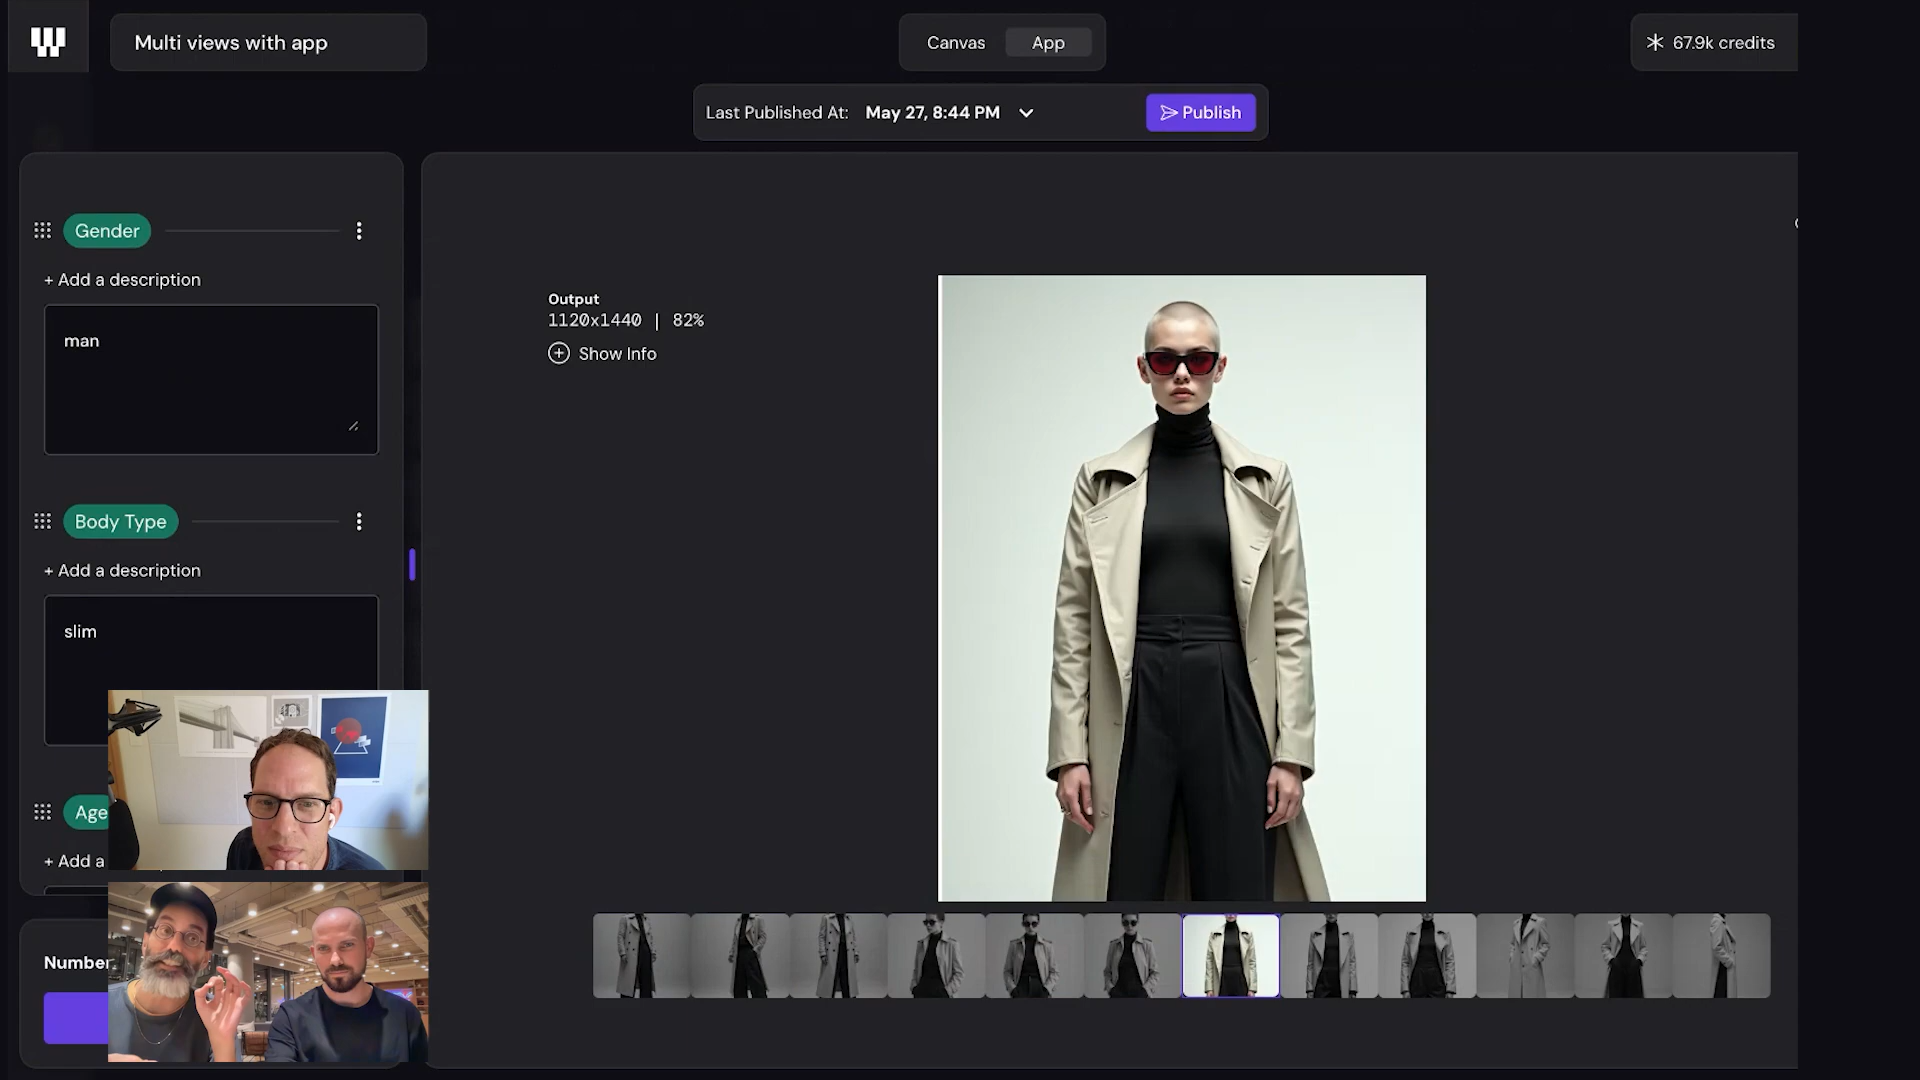 Multi views with app
Canvas
App
67.9k credits
Last Published At: May 27, 8:44 PM
Publish
Gender
+ Add a description
man
Body Type
+ Add a description
slim
Age
+ Add a
Number
Output
1120x1440 | 82%
Show Info